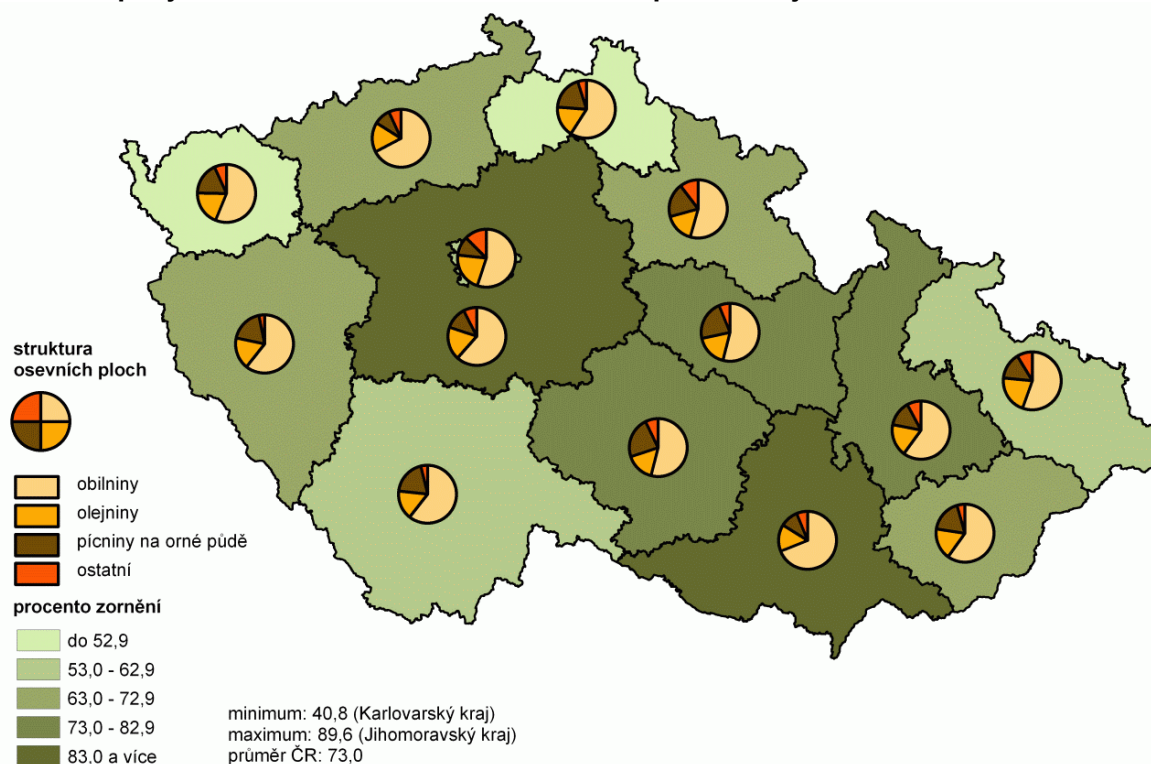 struktura
osevních ploch
obilniny
olejniny
pícniny na orné půdě
ostatní
procento zornění
do 52,9
53,0 - 62,9
63,0 - 72,9
73,0 - 82,9
83,0 a více
minimum: 40,8 (Karlovarský kraj)
maximum: 89,6 (Jihomoravský kraj)
průměr ČR: 73,0